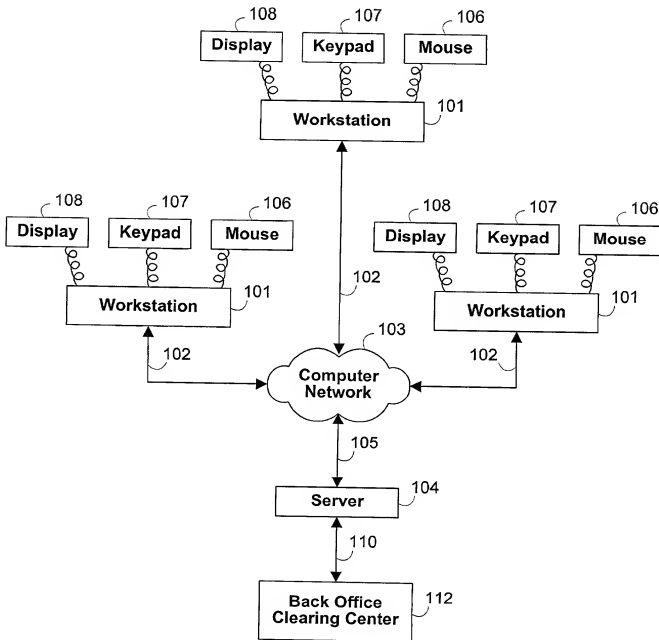 108
107
106
Display
Keypad
Mouse
Workstation
101
108
107
106
Display
Keypad
Mouse
108
107
106
Display
Keypad
Mouse
Workstation
101
102
Workstation
101
102
103
102
Computer
Network
105
Server
104
110
Back Office
Clearing Center
112